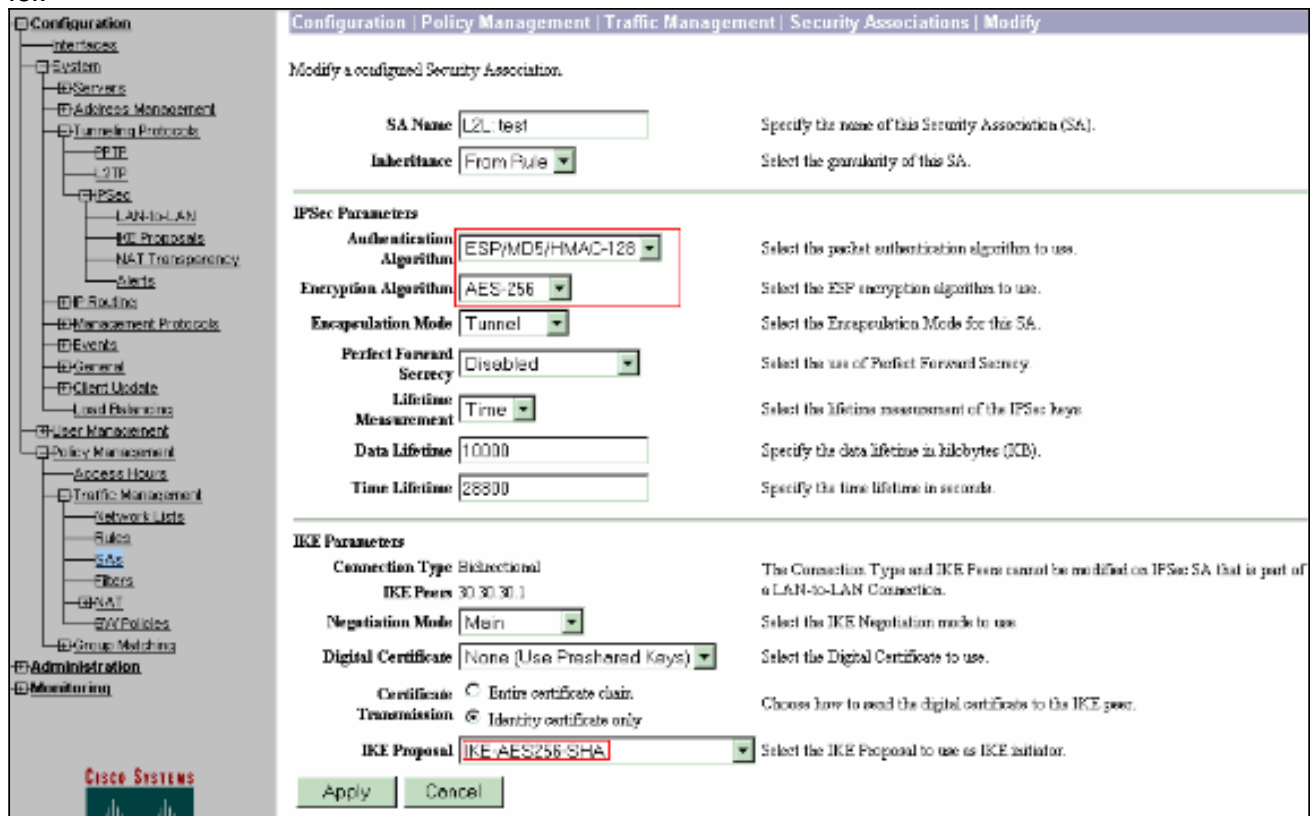 Configuration
Interfaces
System
Servers
Address Management
Tunneling Protocols
PPTP
L2TP
IPSec
LAN-to-LAN
IKE Proposals
NAT Transparency
Alerts
IP Routing
Management Protocols
Events
General
Client Update
Load Balancing
User Management
Policy Management
Access Hours
Traffic Management
Network Lists
Rules
SAs
Filters
NAT
BW Policies
Group Matching
Administration
Monitoring
CISCO SYSTEMS
Configuration | Policy Management | Traffic Management | Security Associations | Modify
Modify a configured Security Association.
SA Name L2L: test Specify the name of this Security Association (SA).
Inheritance From Rule Select the granularity of this SA.
IPSec Parameters
Authentication Algorithm ESP/MD5/HMAC-128 Select the packet authentication algorithm to use.
Encryption Algorithm AES-256 Select the ESP encryption algorithm to use.
Encapsulation Mode Tunnel Select the Encapsulation Mode for this SA.
Perfect Forward Secrecy Disabled Select the use of Perfect Forward Secrecy.
Lifetime Measurement Time Select the lifetime measurement of the IPSec keys.
Data Lifetime 10000 Specify the data lifetime in kilobytes (KB).
Time Lifetime 28800 Specify the time lifetime in seconds.
IKE Parameters
Connection Type Bidirectional The Connection Type and IKE Peers cannot be modified on IPSec SA that is part of
IKE Peers 30.30.30.1 a LAN-to-LAN Connection.
Negotiation Mode Main Select the IKE Negotiation mode to use.
Digital Certificate None (Use Preshared Keys) Select the Digital Certificate to use.
Certificate Transmission Entire certificate chain
Identity certificate only Choose how to send the digital certificate to the IKE peer.
IKE Proposal IKE-AES256-SHA Select the IKE Proposal to use as IKE initiator.
Apply Cancel